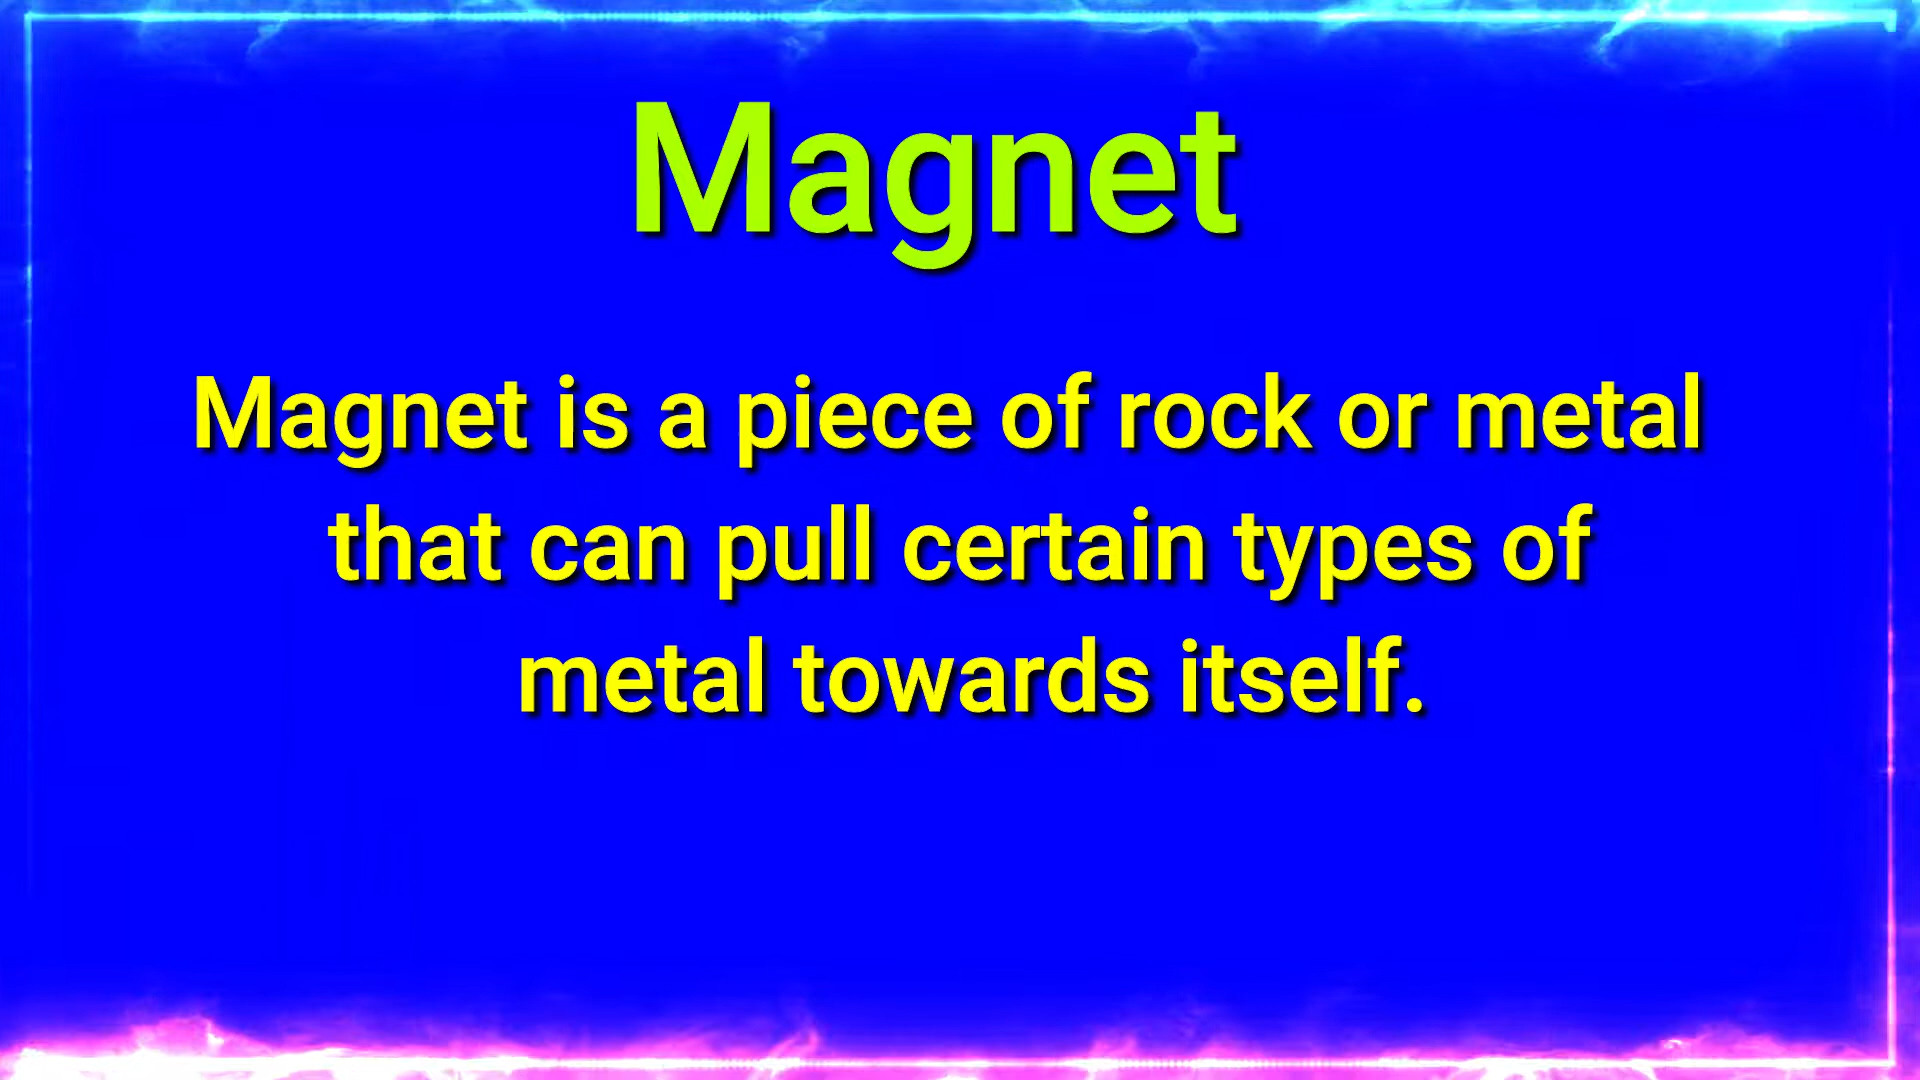 Magnet
Magnet is a piece of rock or metal
that can pull certain types of
metal towards itself.